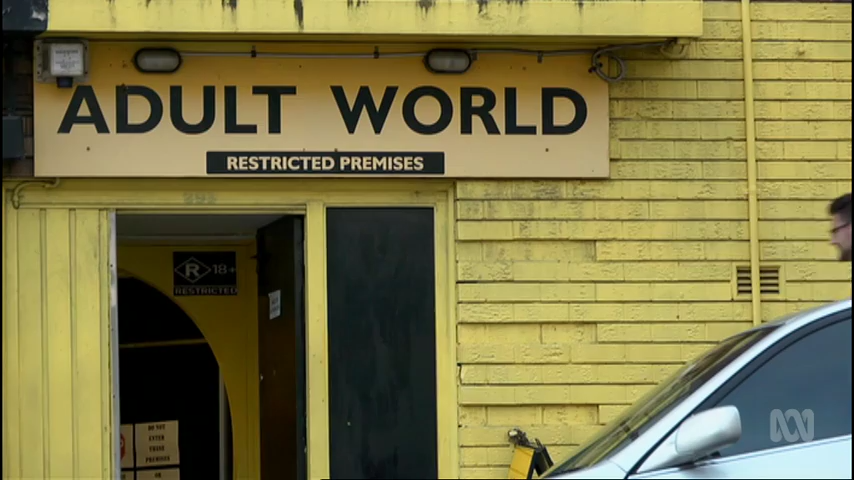 ADULT WORLD
RESTRICTED PREMISES
R 18+
RESTRICTED
DO NOT
ENTER
THESE
PREMISES